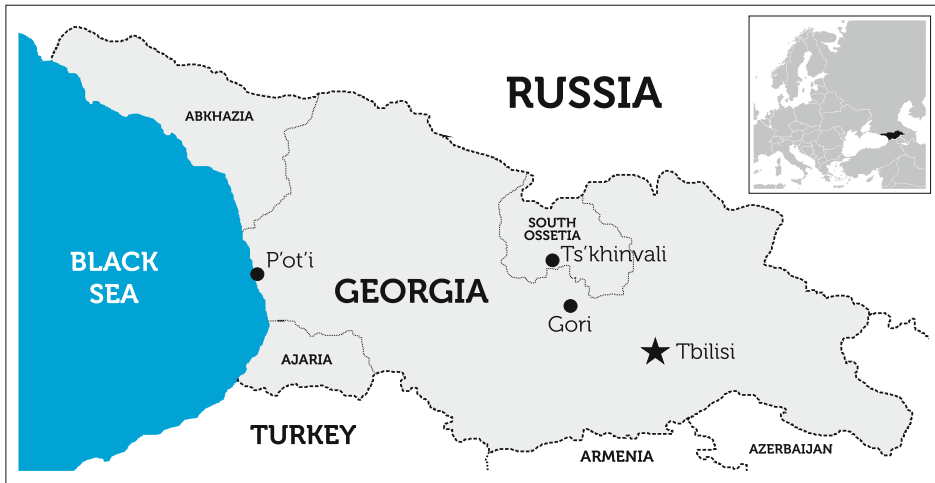 RUSSIA
ABKHAZIA
SOUTH
OSSETIA
Ts’khinvali
P’ot’i
BLACK
SEA
GEORGIA
Gori
Tbilisi
AJARIA
TURKEY
ARMENIA
AZERBAIJAN